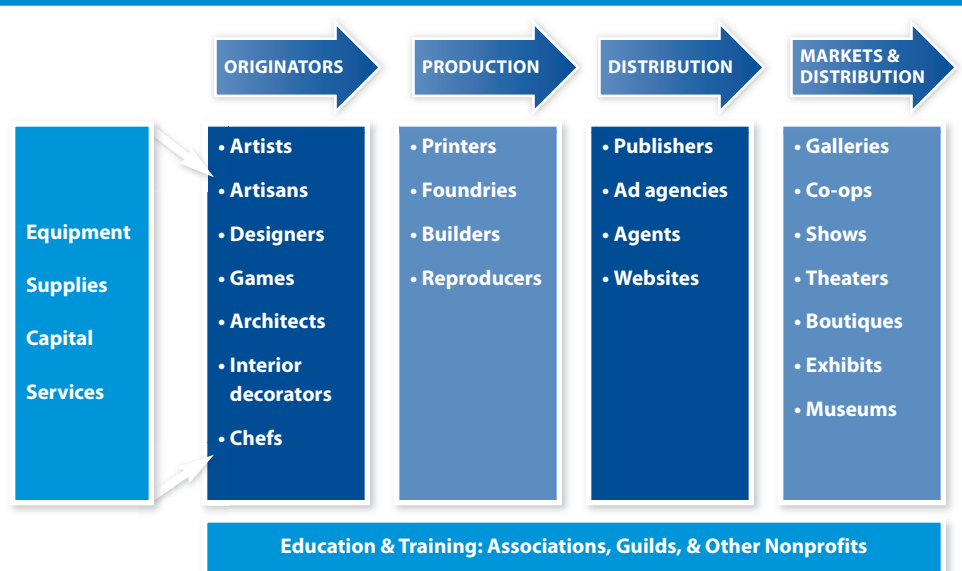 ORIGINATORS
PRODUCTION
DISTRIBUTION
MARKETS &
DISTRIBUTION
Equipment
Supplies
Capital
Services
• Artists
• Artisans
• Designers
• Games
• Architects
• Interior
decorators
• Chefs
• Printers
• Foundries
• Builders
• Reproducers
• Publishers
• Ad agencies
• Agents
• Websites
• Galleries
• Co-ops
• Shows
• Theaters
• Boutiques
• Exhibits
• Museums
Education & Training: Associations, Guilds, & Other Nonprofits